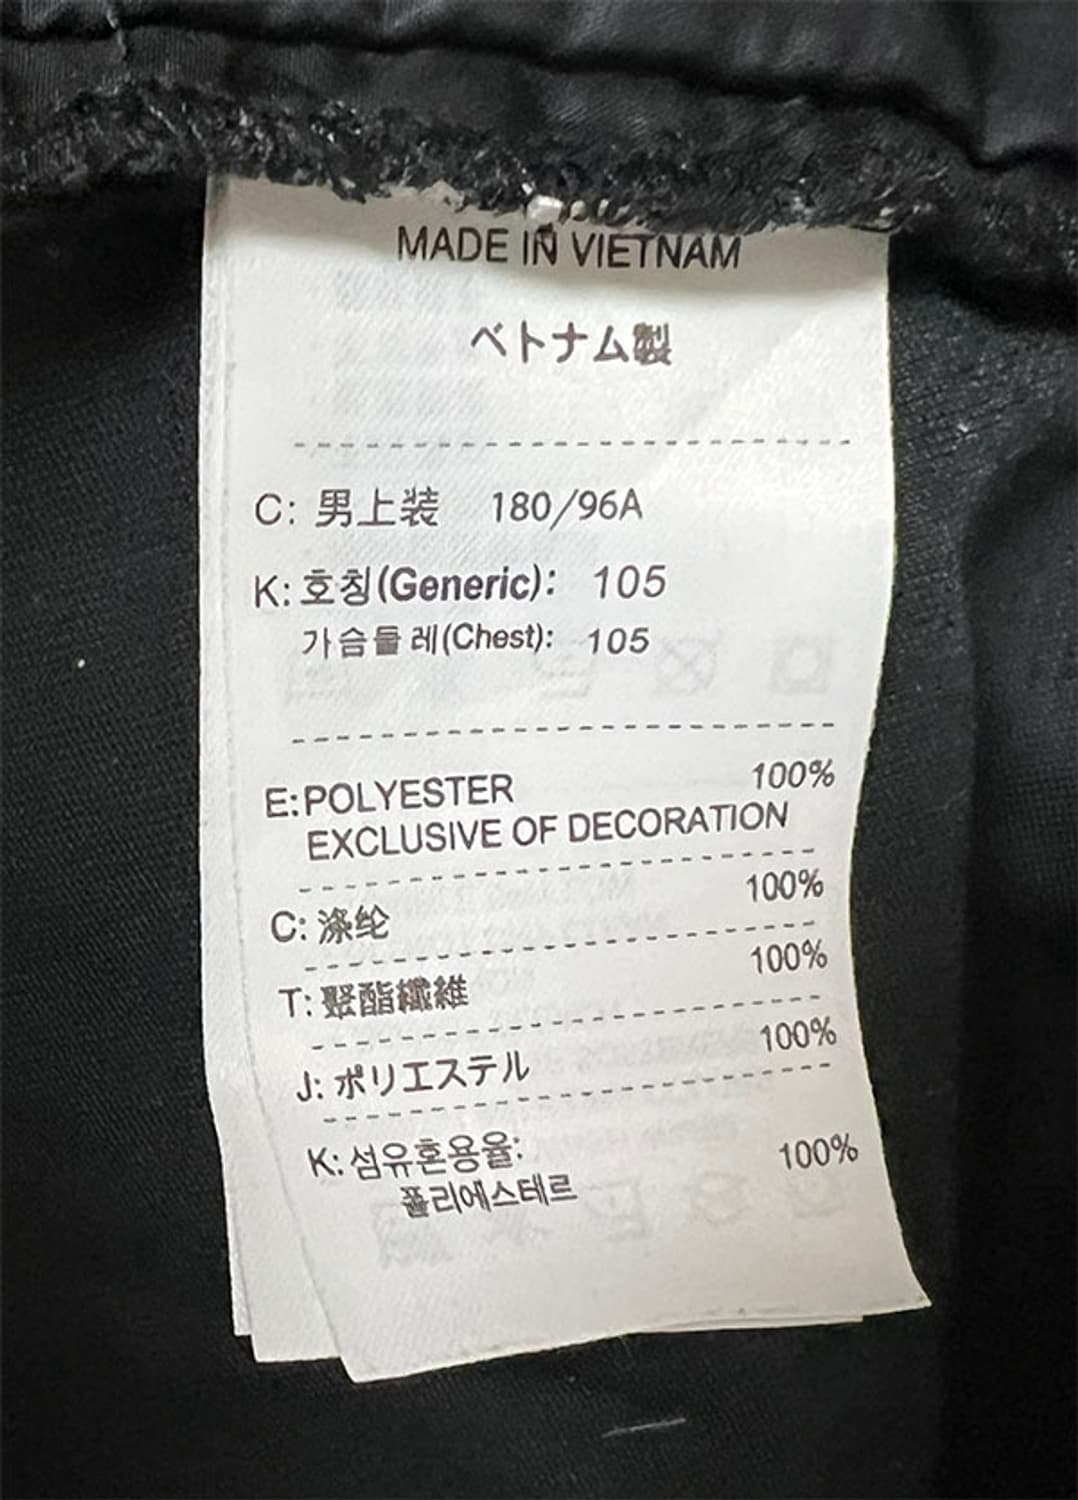 MADE IN VIETNAM
ベトナム製
C: 男上装 180/96A
K: 호칭(Generic): 105
가슴둘레(Chest): 105
E:POLYESTER 100%
EXCLUSIVE OF DECORATION
C: 涤纶 100%
T: 聚酯纖維 100%
J: ポリエステル 100%
K: 섬유혼용율: 100%
폴리에스테르